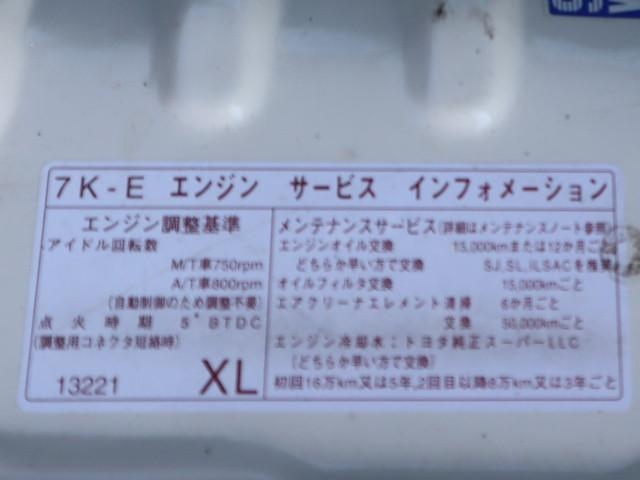 7K-E エンジン サービス インフォメーション
エンジン調整基準
アイドル回転数
M/T車750rpm
A/T車800rpm
(自動制御のため調整不要)
点火時期 5°BTDC
(調整用コネクタ短絡時)
13221 XL
メンテナンスサービス(詳細はメンテナンスノート参照)
エンジンオイル交換 15,000kmまたは12か月ごと
どちらか早い方で交換 SJ,SL,ILSACを推奨
オイルフィルタ交換 15,000kmごと
エアクリーナエレメント清掃 6か月ごと
交換 50,000kmごと
エンジン冷却水:トヨタ純正スーパーLLC
(どちらか早い方で交換)
初回16万km又は5年,2回目以降8万km又は3年ごと